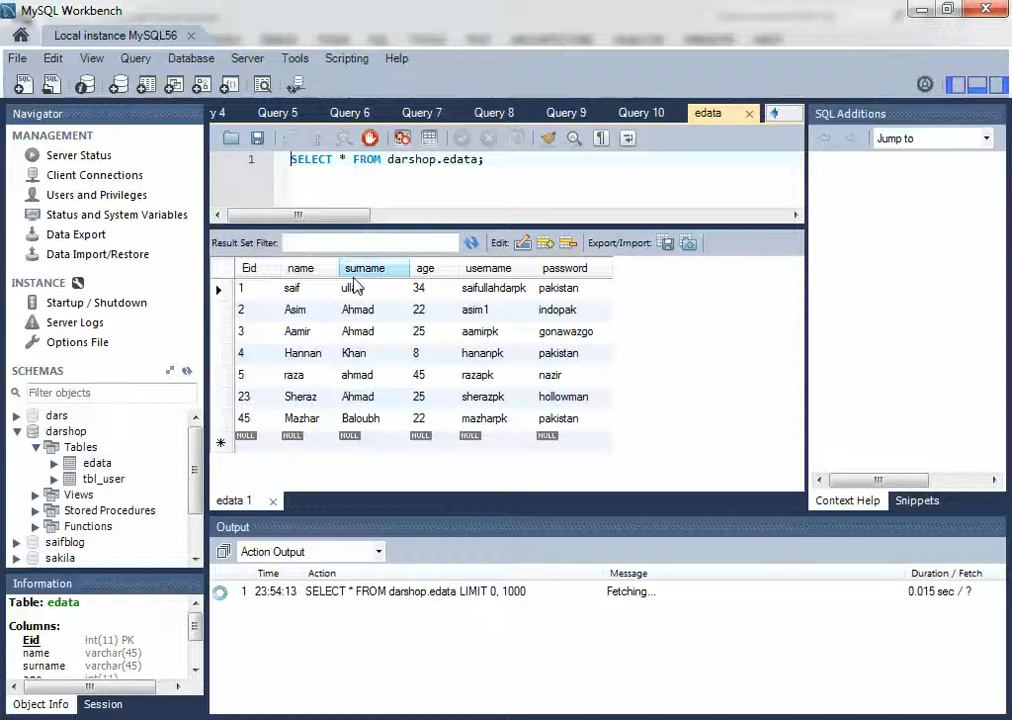 MySQL Workbench
Local instance MySQL56
File Edit View Query Database Server Tools Scripting Help
Navigator
MANAGEMENT
Server Status
Client Connections
Users and Privileges
Status and System Variables
Data Export
Data Import/Restore
INSTANCE
Startup / Shutdown
Server Logs
Options File
SCHEMAS
Filter objects
dars
darshop
Tables
edata
tbl_user
Views
Stored Procedures
Functions
saifblog
sakila
Information
Table: edata
Columns:
Eid int(11) PK
name varchar(45)
surname varchar(45)
Object Info Session
y 4 Query 5 Query 6 Query 7 Query 8 Query 9 Query 10 edata
1 SELECT * FROM darshop.edata;
Result Set Filter: Edit: Export/Import:
Eid name surname age username password
1 saif 34 saifullahdarpk pakistan
2 Asim Ahmad 22 asim1 indopak
3 Aamir Ahmad 25 aamirpk gonawazgo
4 Hannan Khan 8 hananpk pakistan
5 raza ahmad 45 razapk nazir
23 Sheraz Ahmad 25 sherazpk hollowman
45 Mazhar Baloubh 22 mazharpk pakistan
NULL NULL NULL NULL NULL NULL
edata 1
SQL Additions
Jump to
Context Help Snippets
Output
Action Output
Time Action Message Duration / Fetch
1 23:54:13 SELECT * FROM darshop.edata LIMIT 0, 1000 Fetching... 0.015 sec / ?